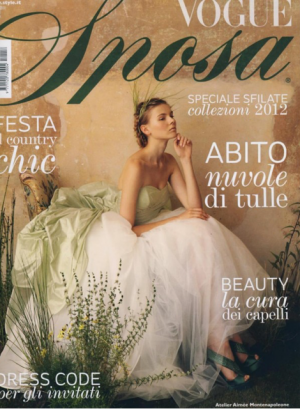 VOGUE
Sposa
SPECIALE SFILATE
collezioni 2012
FESTA
country
chic
ABITO
nuvole
di tulle
BEAUTY
la cura
dei capelli
DRESS CODE
per gli invitati
Atelier Aimée Montenapoleone